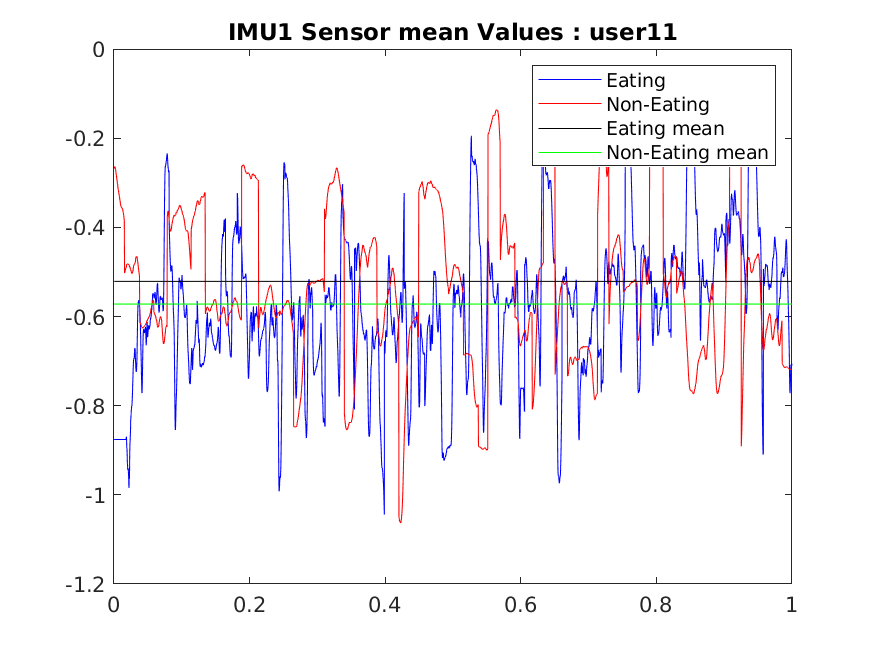 IMU1 Sensor mean Values : user11
0
-0.2
-0.4
-0.6
-0.8
-1
-1.2
Eating
Non-Eating
Eating mean
Non-Eating mean
0 0.2 0.4 0.6 0.8 1